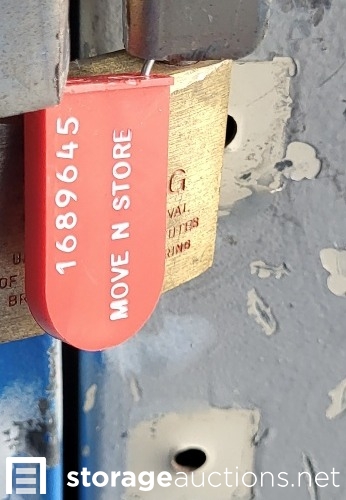 1689645
MOVE N STORE
G
storageauctions.net